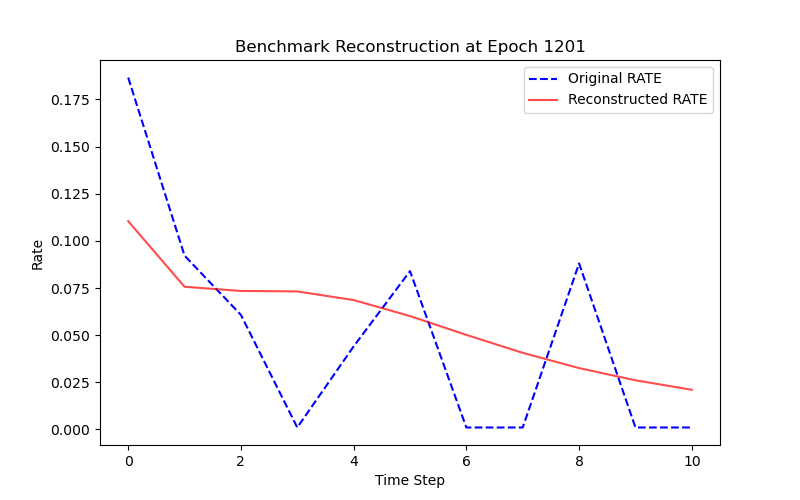 Benchmark Reconstruction at Epoch 1201
Original RATE
Reconstructed RATE
0.175
0.150
0.125
0.100
0.075
0.050
0.025
0.000
Rate
0 2 4 6 8 10
Time Step